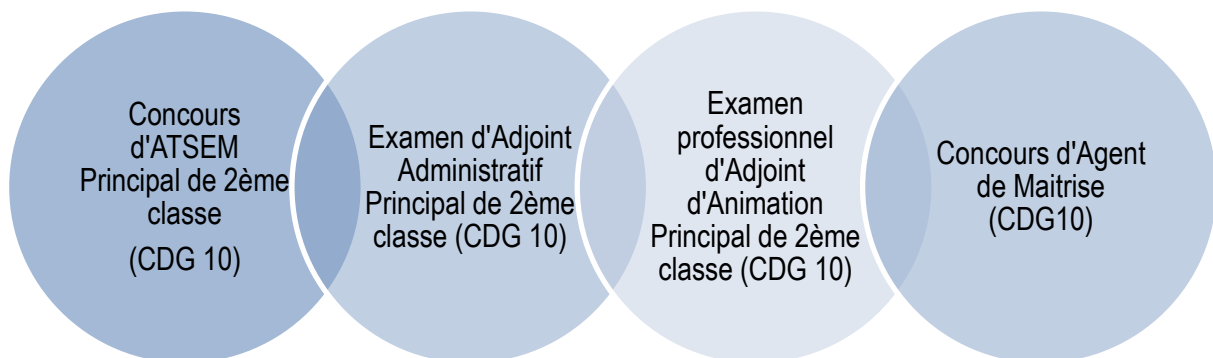 Concours
d'ATSEM
Principal de 2ème
classe
(CDG 10)
Examen d'Adjoint
Administratif
Principal de 2ème
classe (CDG 10)
Examen
professionnel
d'Adjoint
d'Animation
Principal de 2ème
classe (CDG 10)
Concours d'Agent
de Maitrise
(CDG10)